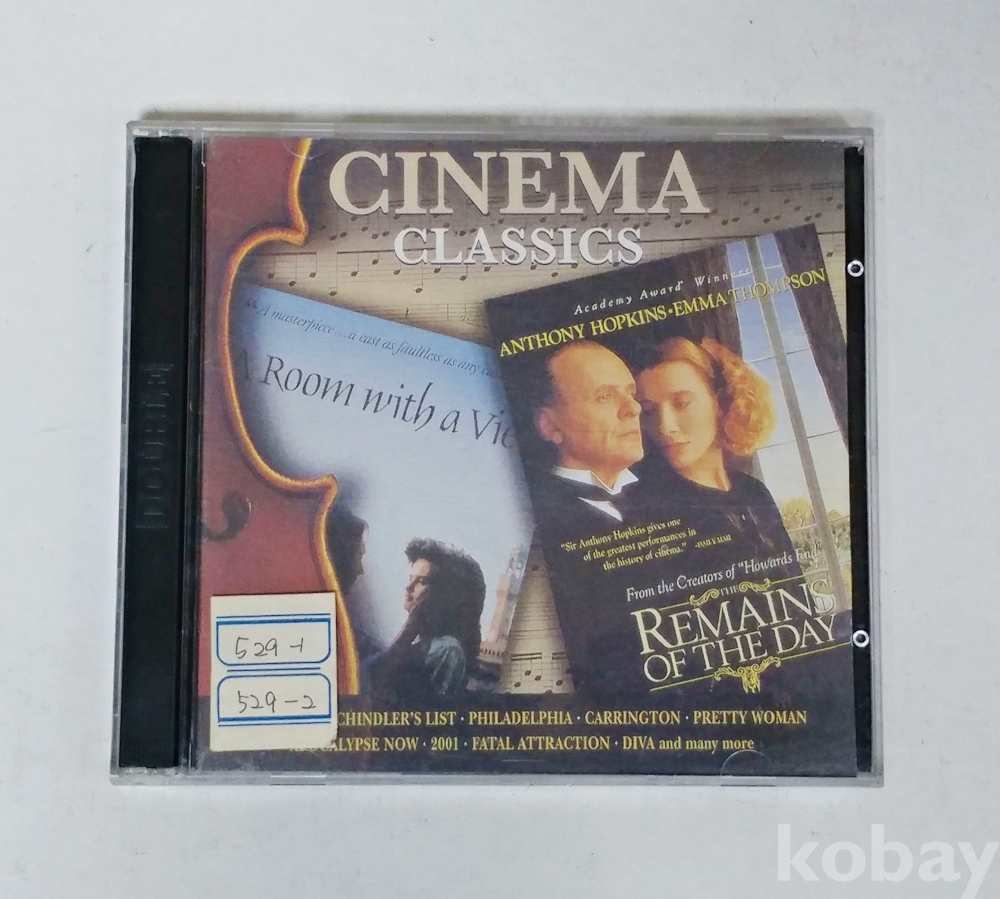 CINEMA
CLASSICS
Academy Award Winners
ANTHONY HOPKINS·EMMA THOMPSON
"A masterpiece...a cast as faultless as any
A ROOM with a Vie
"Sir Anthony Hopkins gives one
of the greatest performances in
the history of cinema." -DAILY MAIL
From the Creators of "Howards End"
THE
REMAINS
OF THE DAY
529-1
529-2
CHINDLER'S LIST · PHILADELPHIA · CARRINGTON · PRETTY WOMAN
CALYPSE NOW · 2001 · FATAL ATTRACTION · DIVA and many more
kobay